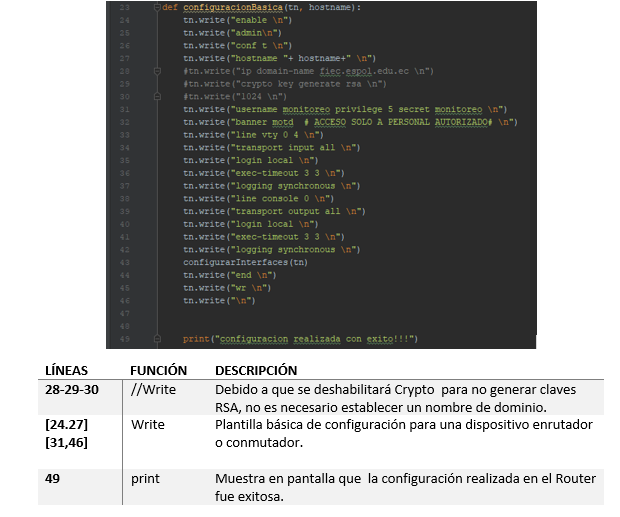 23 def configuracionBasica(tn, hostname):
24 tn.write("enable \n")
25 tn.write("admin\n")
26 tn.write("conf t \n")
27 tn.write("hostname "+ hostname+" \n")
28 #tn.write("ip domain-name fiec.espol.edu.ec \n")
29 #tn.write("crypto key generate rsa \n")
30 #tn.write("1024 \n")
31 tn.write("username monitoreo privilege 5 secret monitoreo \n")
32 tn.write("banner motd  # ACCESO SOLO A PERSONAL AUTORIZADO# \n")
33 tn.write("line vty 0 4 \n")
34 tn.write("transport input all \n")
35 tn.write("login local \n")
36 tn.write("exec-timeout 3 3 \n")
37 tn.write("logging synchronous \n")
38 tn.write("line console 0 \n")
39 tn.write("transport output all \n")
40 tn.write("login local \n")
41 tn.write("exec-timeout 3 3 \n")
42 tn.write("logging synchronous \n")
43 configurarInterfaces(tn)
44 tn.write("end \n")
45 tn.write("wr \n")
46 tn.write("\n")
47
48
49 print("configuracion realizada con exito!!!")
LÍNEAS FUNCIÓN DESCRIPCIÓN
28-29-30 //Write Debido a que se deshabilitará Crypto para no generar claves
RSA, no es necesario establecer un nombre de dominio.
[24.27] Write Plantilla básica de configuración para una dispositivo enrutador
[31,46] o conmutador.
49 print Muestra en pantalla que la configuración realizada en el Router
fue exitosa.